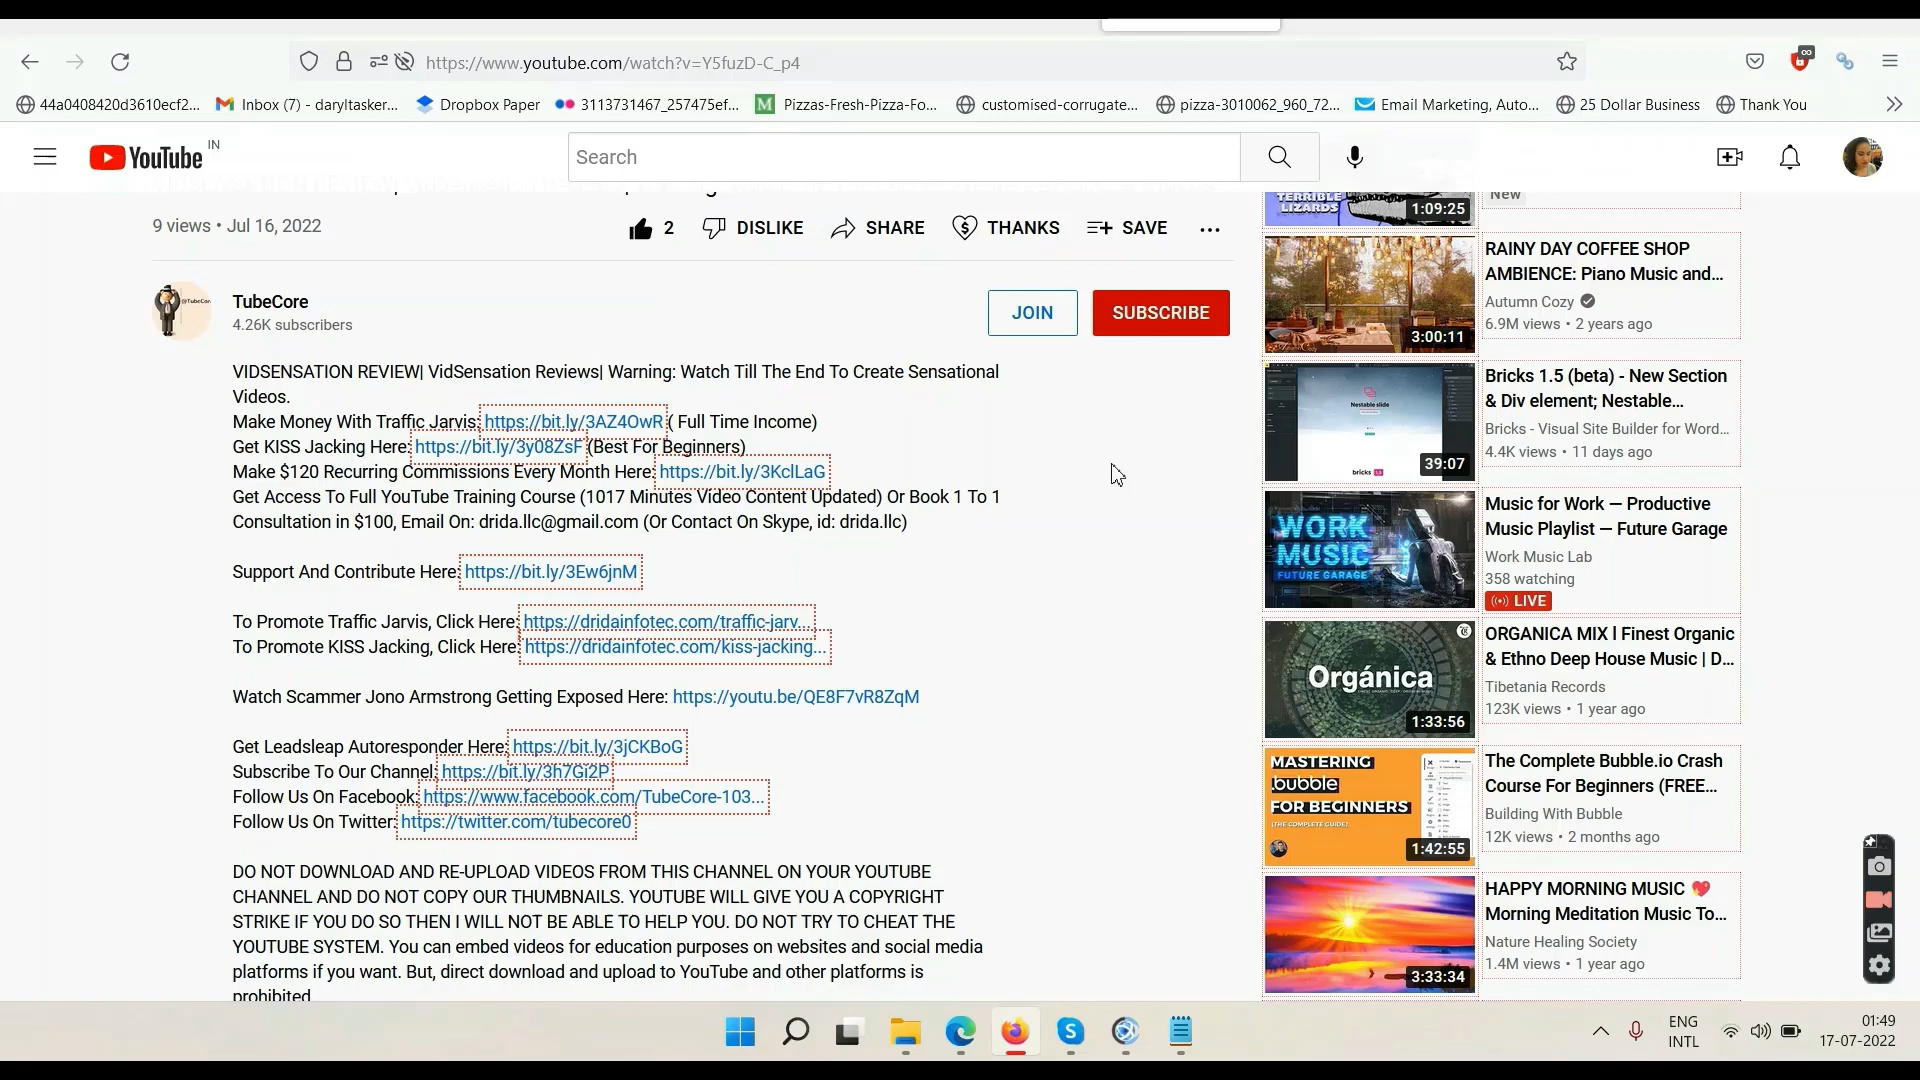 https://www.youtube.com/watch?v=Y5fuzD-C_p4
44a0408420d3610ecf2...
Inbox (7) - daryltasker...
Dropbox Paper
3113731467_257475ef...
Pizzas-Fresh-Pizza-Fo...
customised-corrugate...
pizza-3010062_960_72...
Email Marketing, Auto...
25 Dollar Business
Thank You
YouTube IN
Search
9 views • Jul 16, 2022
2
DISLIKE
SHARE
THANKS
SAVE
TubeCore
4.26K subscribers
JOIN
SUBSCRIBE
VIDSENSATION REVIEW| VidSensation Reviews| Warning: Watch Till The End To Create Sensational
Videos.
Make Money With Traffic Jarvis: https://bit.ly/3AZ4OwR ( Full Time Income)
Get KISS Jacking Here: https://bit.ly/3y08ZsF (Best For Beginners)
Make $120 Recurring Commissions Every Month Here: https://bit.ly/3KclLaG
Get Access To Full YouTube Training Course (1017 Minutes Video Content Updated) Or Book 1 To 1
Consultation in $100, Email On: drida.llc@gmail.com (Or Contact On Skype, id: drida.llc)
Support And Contribute Here: https://bit.ly/3Ew6jnM
To Promote Traffic Jarvis, Click Here: https://dridainfotec.com/traffic-jarv...
To Promote KISS Jacking, Click Here: https://dridainfotec.com/kiss-jacking...
Watch Scammer Jono Armstrong Getting Exposed Here: https://youtu.be/QE8F7vR8ZqM
Get Leadsleap Autoresponder Here: https://bit.ly/3jCKBoG
Subscribe To Our Channel: https://bit.ly/3h7Gi2P
Follow Us On Facebook: https://www.facebook.com/TubeCore-103...
Follow Us On Twitter: https://twitter.com/tubecore0
DO NOT DOWNLOAD AND RE-UPLOAD VIDEOS FROM THIS CHANNEL ON YOUR YOUTUBE
CHANNEL AND DO NOT COPY OUR THUMBNAILS. YOUTUBE WILL GIVE YOU A COPYRIGHT
STRIKE IF YOU DO SO THEN I WILL NOT BE ABLE TO HELP YOU. DO NOT TRY TO CHEAT THE
YOUTUBE SYSTEM. You can embed videos for education purposes on websites and social media
platforms if you want. But, direct download and upload to YouTube and other platforms is
prohibited
TERRIBLE
LIZARDS
1:09:25
New
3:00:11
RAINY DAY COFFEE SHOP
AMBIENCE: Piano Music and...
Autumn Cozy
6.9M views • 2 years ago
Nestable slide
bricks 1.5
39:07
Bricks 1.5 (beta) - New Section
& Div element; Nestable...
Bricks - Visual Site Builder for Word...
4.4K views • 11 days ago
WORK
MUSIC
FUTURE GARAGE
Music for Work — Productive
Music Playlist — Future Garage
Work Music Lab
358 watching
LIVE
Orgánica
1:33:56
ORGANICA MIX l Finest Organic
& Ethno Deep House Music | D...
Tibetania Records
123K views • 1 year ago
MASTERING
.bubble
FOR BEGINNERS
(THE COMPLETE GUIDE)
1:42:55
The Complete Bubble.io Crash
Course For Beginners (FREE...
Building With Bubble
12K views • 2 months ago
3:33:34
HAPPY MORNING MUSIC 💖
Morning Meditation Music To...
Nature Healing Society
1.4M views • 1 year ago
ENG
INTL
01:49
17-07-2022